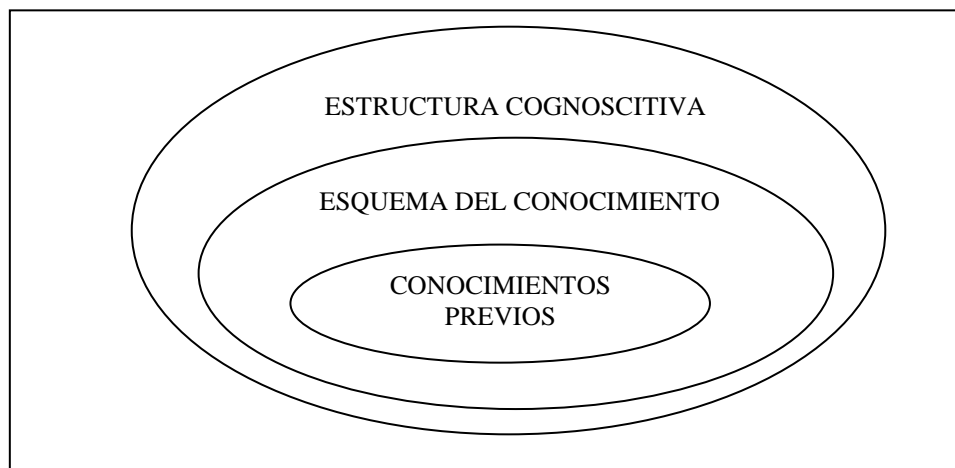 ESTRUCTURA COGNOSCITIVA
ESQUEMA DEL CONOCIMIENTO
CONOCIMIENTOS
PREVIOS